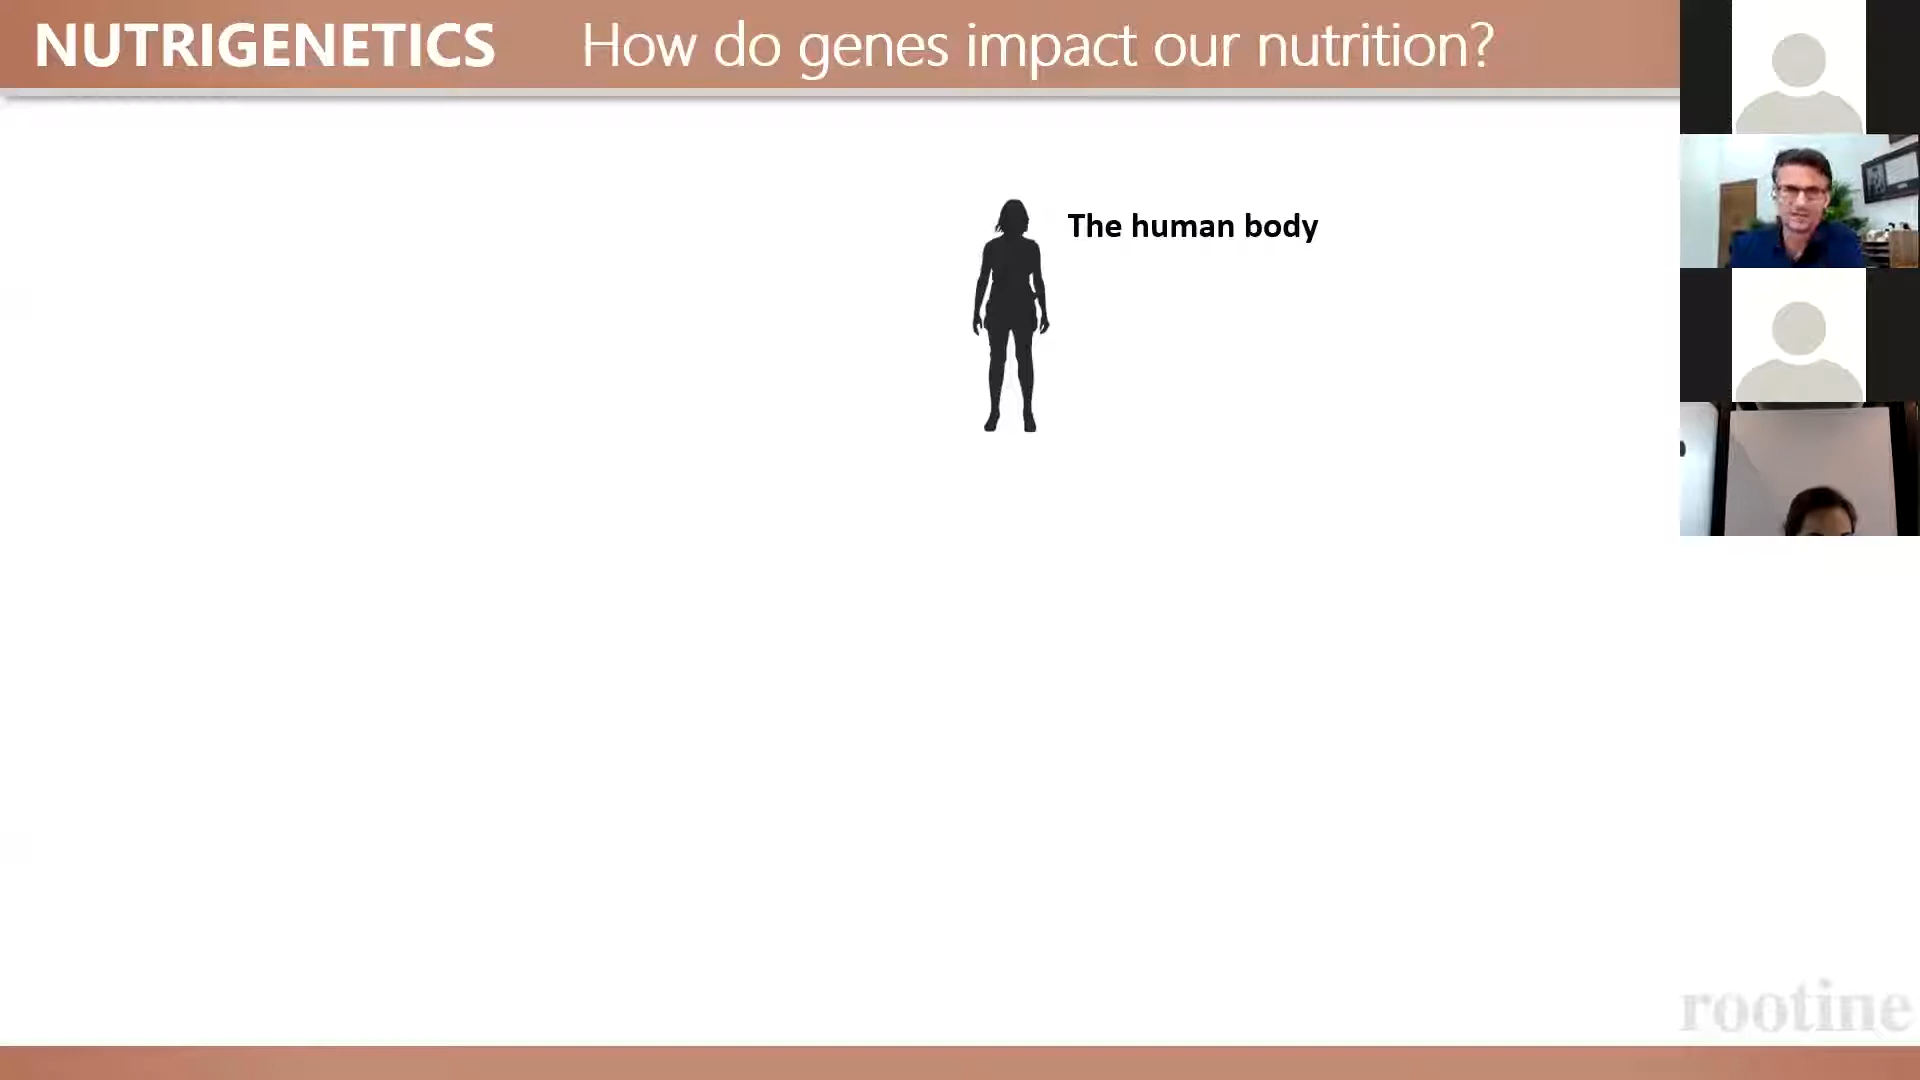 NUTRIGENETICS How do genes impact our nutrition?
The human body
rootine